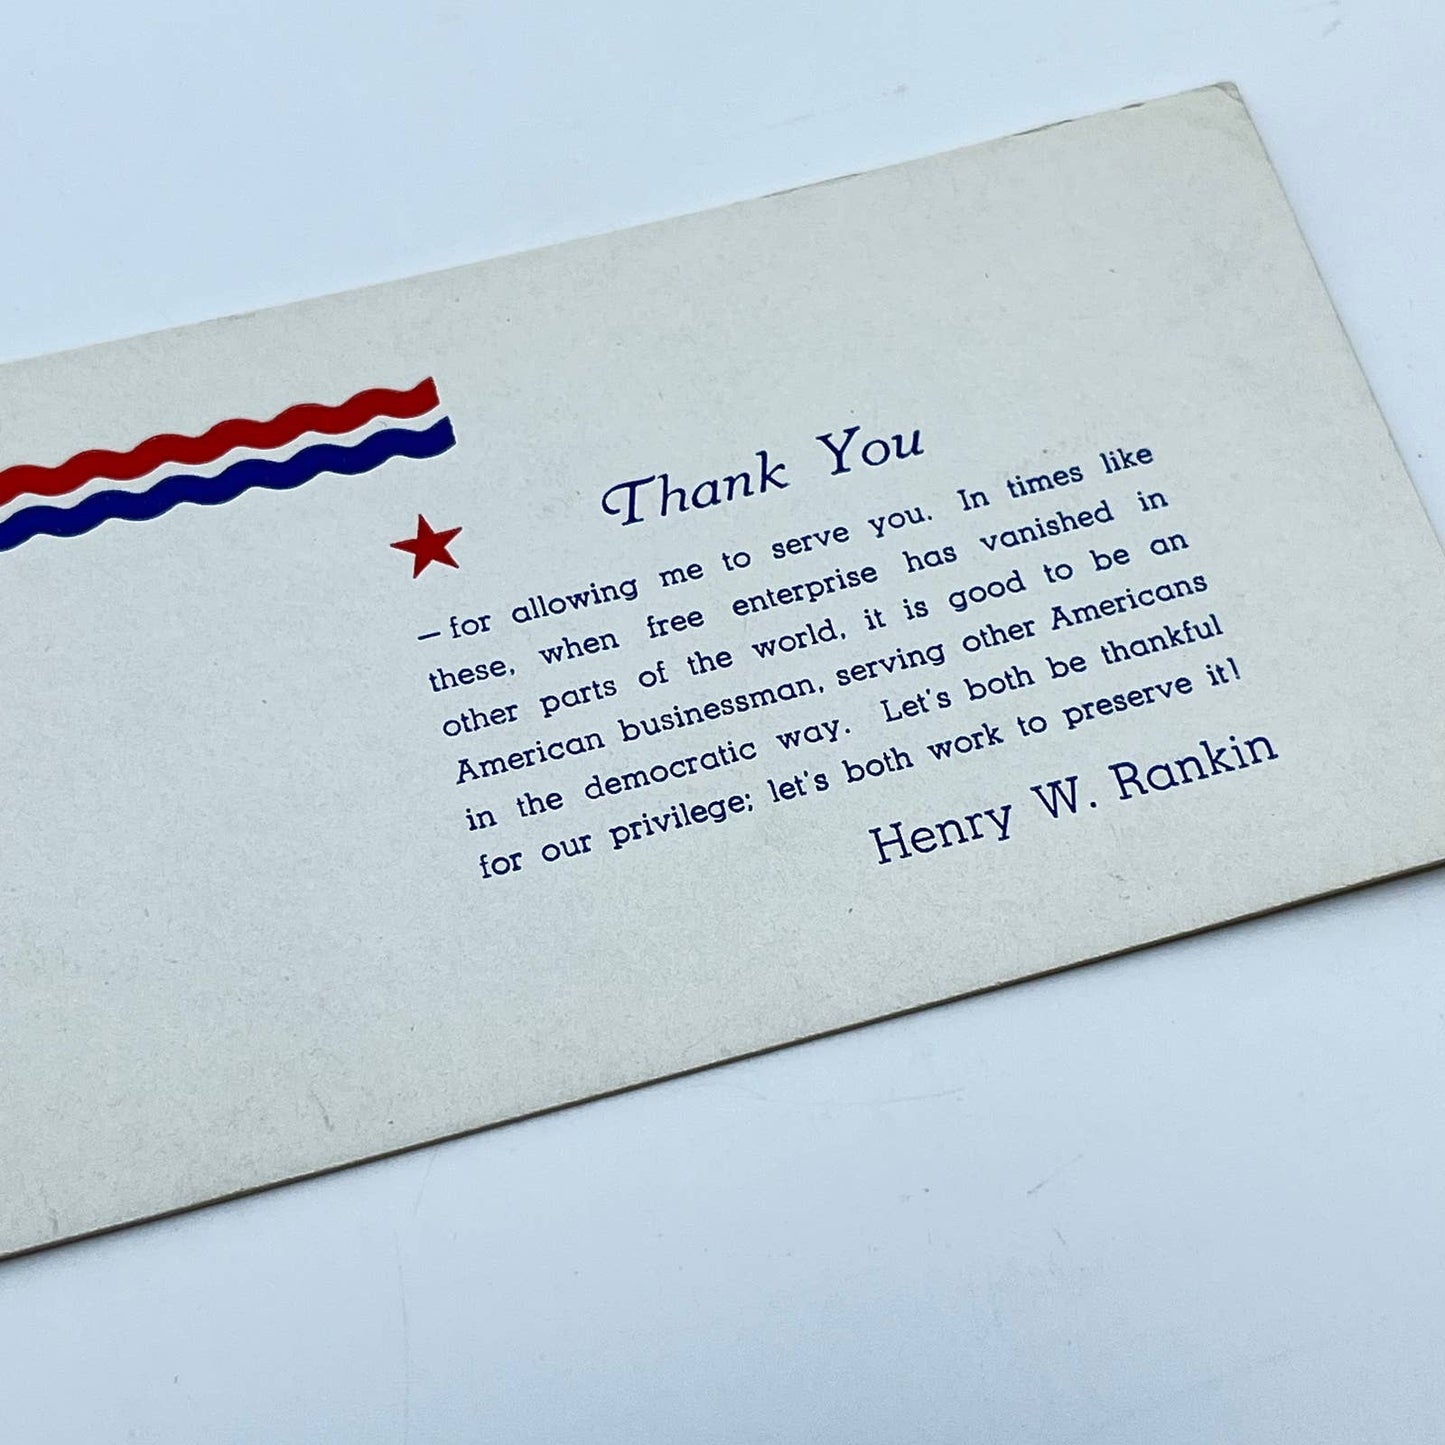 Thank You
—for allowing me to serve you. In times like
these, when free enterprise has vanished in
other parts of the world, it is good to be an
American businessman, serving other Americans
in the democratic way. Let's both be thankful
for our privilege; let's both work to preserve it!
Henry W. Rankin